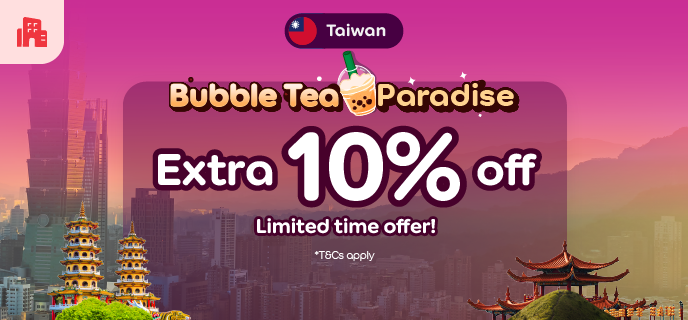 Taiwan
Bubble Tea Paradise
Extra 10% off
Limited time offer!
*T&Cs apply